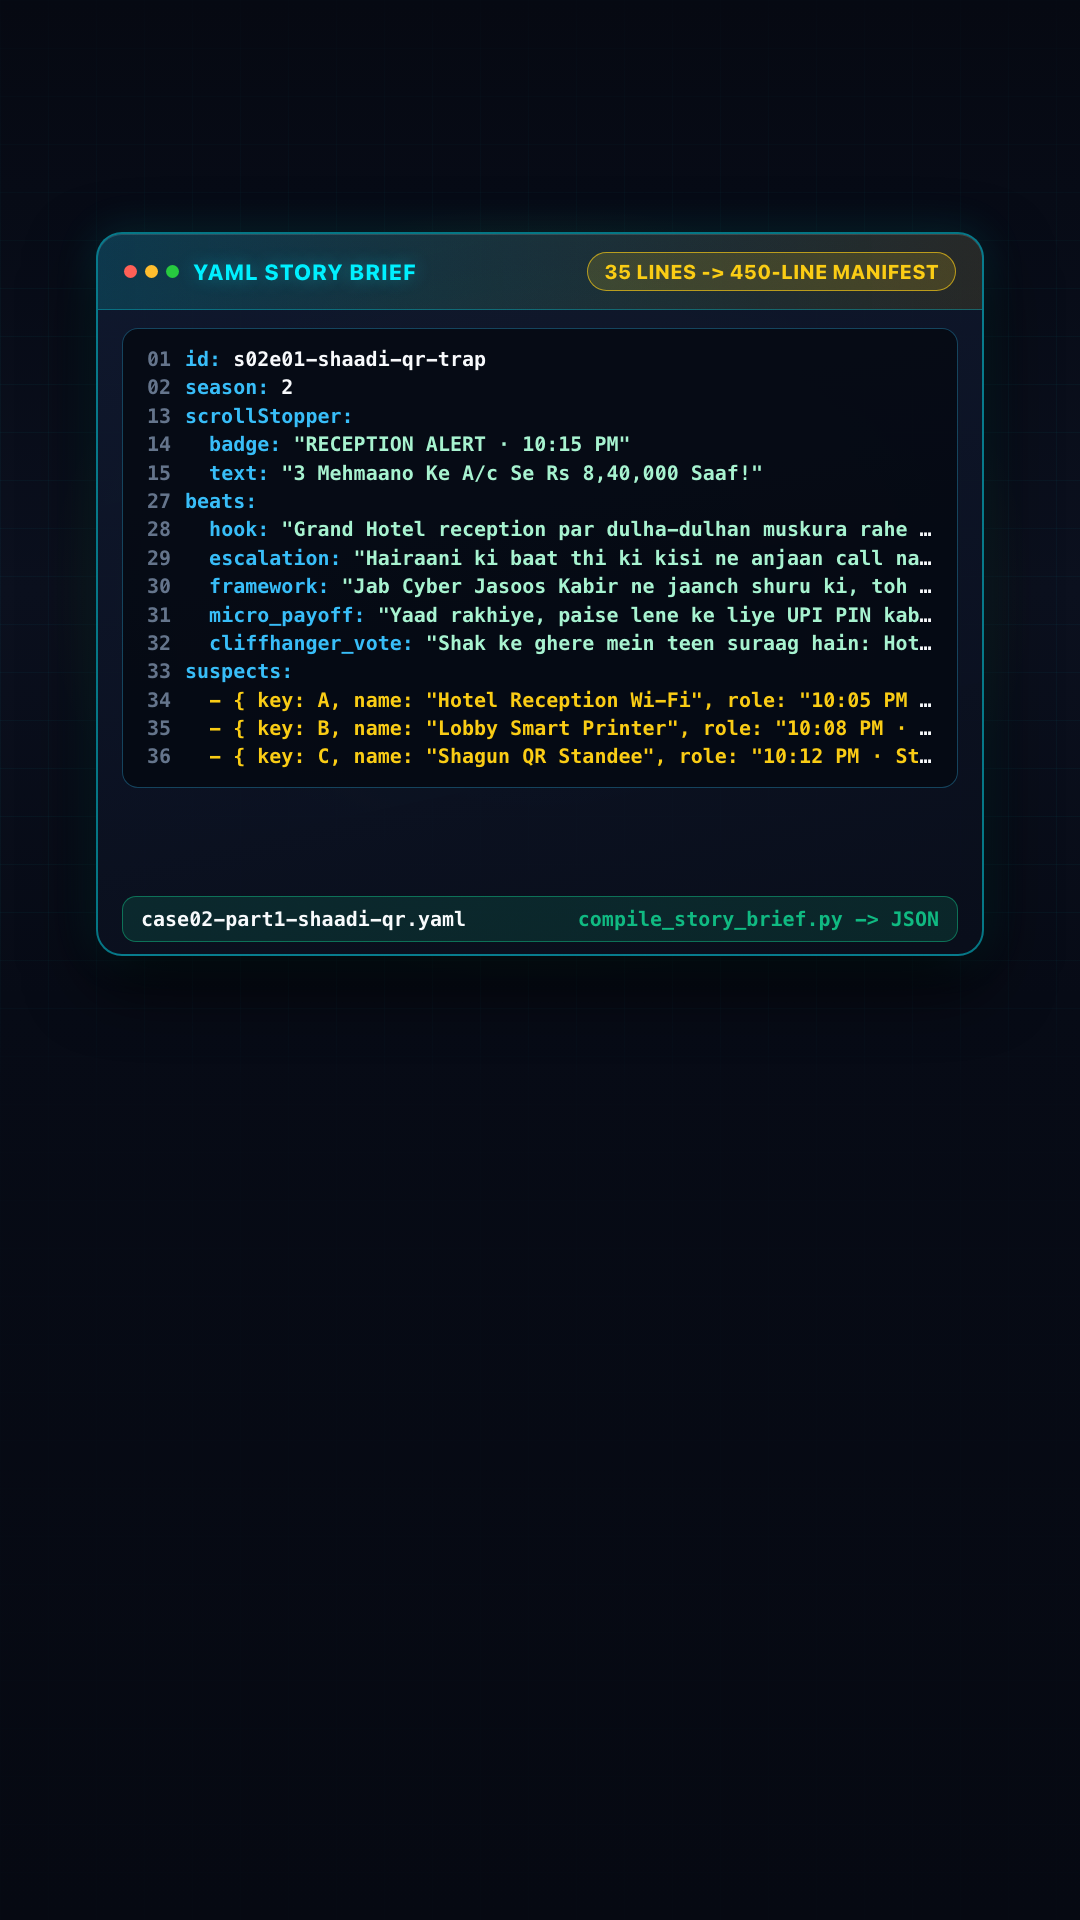 YAML STORY BRIEF
35 LINES -> 450-LINE MANIFEST
01 id: s02e01-shaadi-qr-trap
02 season: 2
13 scrollStopper:
14   badge: "RECEPTION ALERT · 10:15 PM"
15   text: "3 Mehmaano Ke A/c Se Rs 8,40,000 Saaf!"
27 beats:
28   hook: "Grand Hotel reception par dulha-dulhan muskura rahe …
29   escalation: "Hairaani ki baat thi ki kisi ne anjaan call na…
30   framework: "Jab Cyber Jasoos Kabir ne jaanch shuru ki, toh …
31   micro_payoff: "Yaad rakhiye, paise lene ke liye UPI PIN kab…
32   cliffhanger_vote: "Shak ke ghere mein teen suraag hain: Hot…
33 suspects:
34   - { key: A, name: "Hotel Reception Wi-Fi", role: "10:05 PM …
35   - { key: B, name: "Lobby Smart Printer", role: "10:08 PM · …
36   - { key: C, name: "Shagun QR Standee", role: "10:12 PM · St…
case02-part1-shaadi-qr.yaml
compile_story_brief.py -> JSON